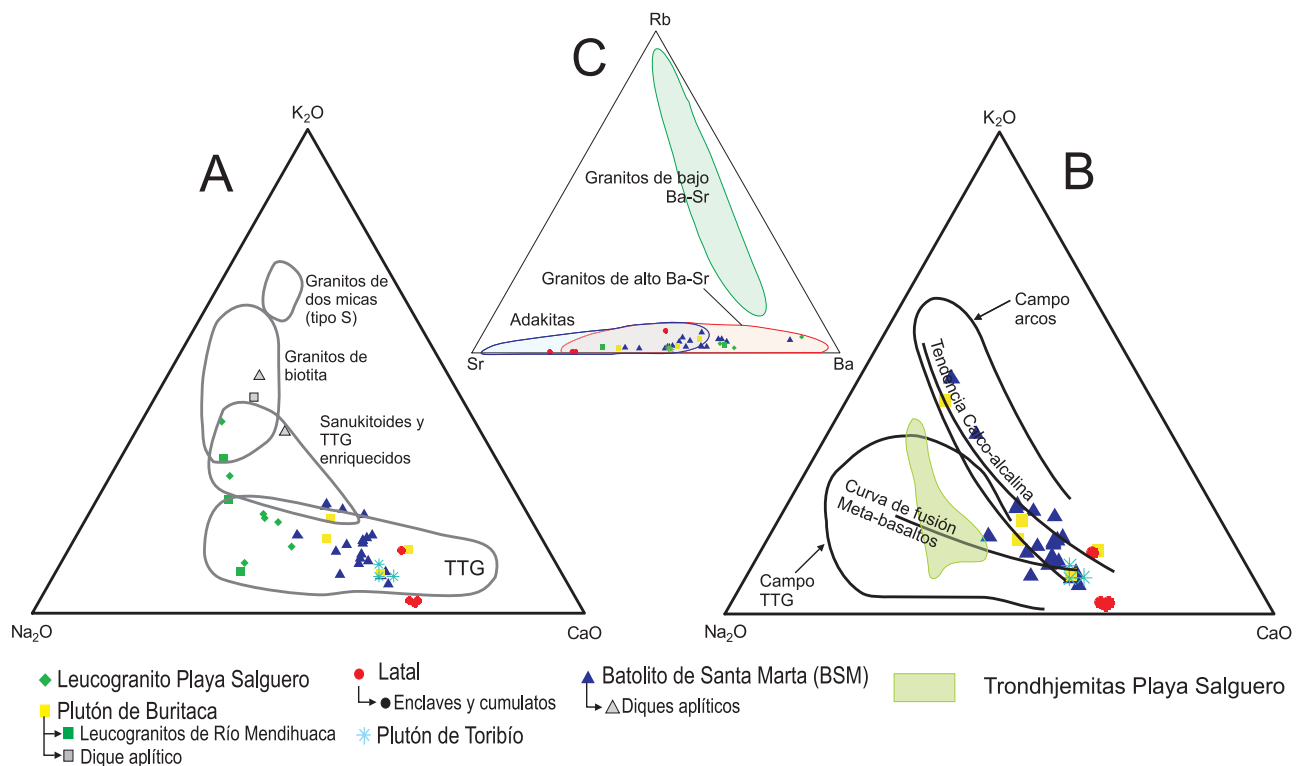 Rb
C
Granitos de bajo
Ba-Sr
Granitos de alto Ba-Sr
Adakitas
Sr
Ba
K2O
A
Granitos de
dos micas
(tipo S)
Granitos de
biotita
Sanukitoides y
TTG
enriquecidos
TTG
Na2O
CaO
K2O
B
Campo
arcos
Tendencia Calco-alcalina
Curva de fusión
Meta-basaltos
Campo
TTG
Na2O
CaO
Leucogranito Playa Salguero
Plutón de Buritaca
Leucogranitos de Río Mendihuaca
Dique aplítico
Latal
Enclaves y cumulatos
Plutón de Toribío
Batolito de Santa Marta (BSM)
Diques aplíticos
Trondhjemitas Playa Salguero